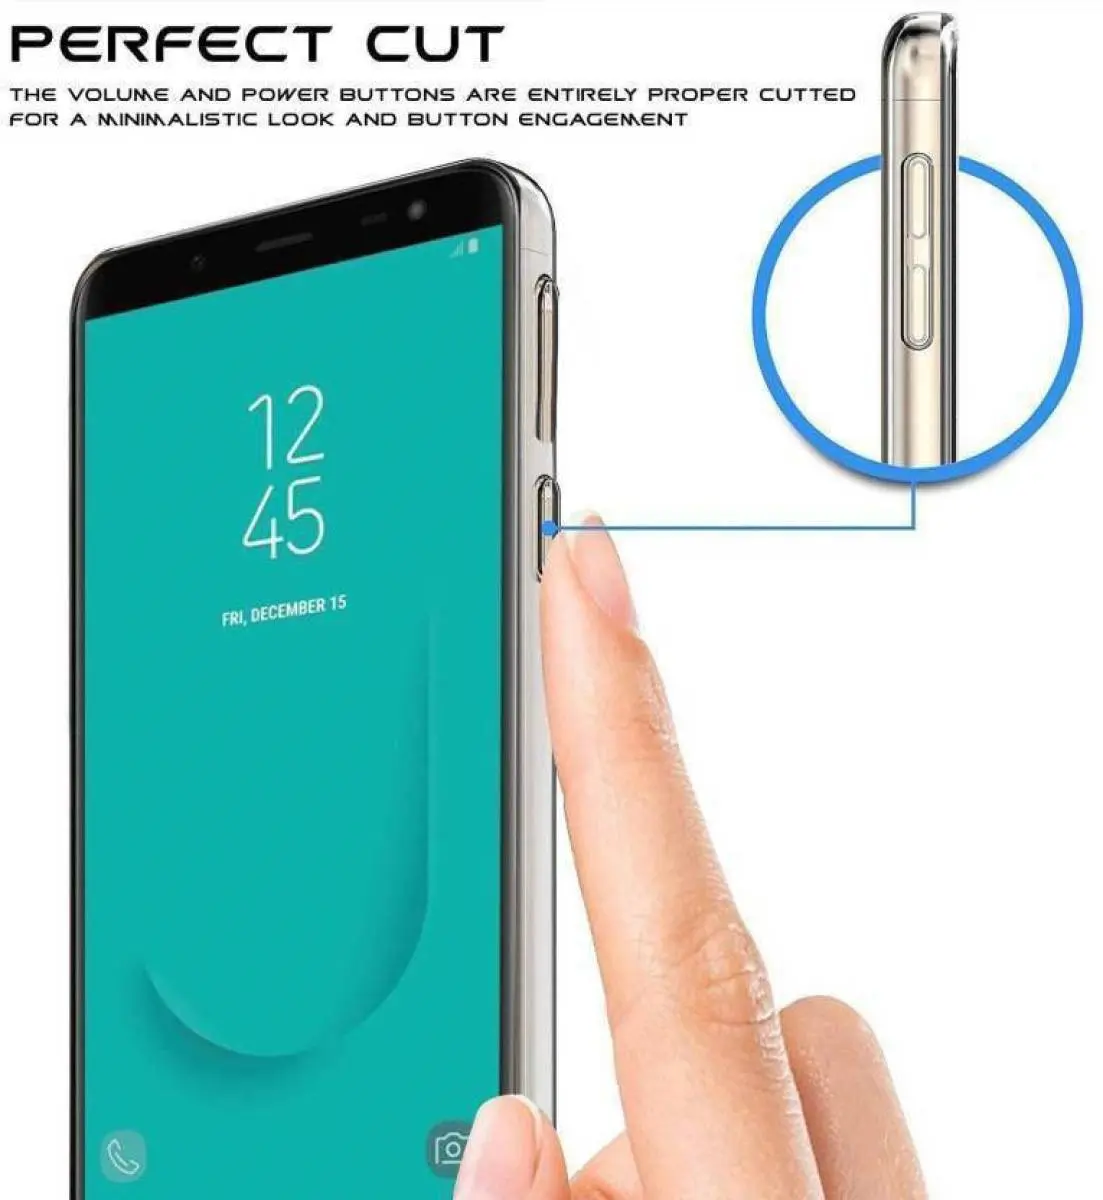 PERFECT CUT
THE VOLUME AND POWER BUTTONS ARE ENTIRELY PROPER CUTTED
FOR A MINIMALISTIC LOOK AND BUTTON ENGAGEMENT
12
45
FRI, DECEMBER 15